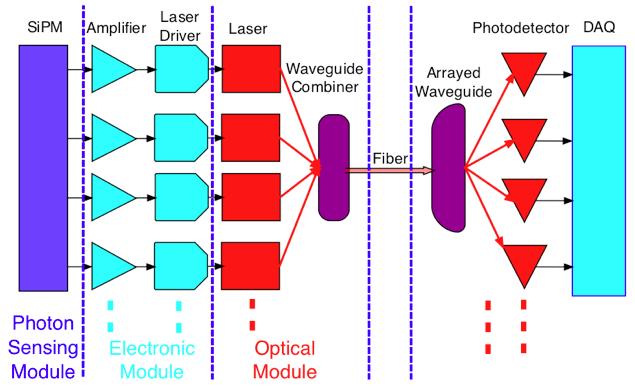 SiPM
Amplifier
Laser
Driver
Laser
Waveguide
Combiner
Fiber
Arrayed
Waveguide
Photodetector
DAQ
Photon
Sensing
Module
Electronic
Module
Optical
Module